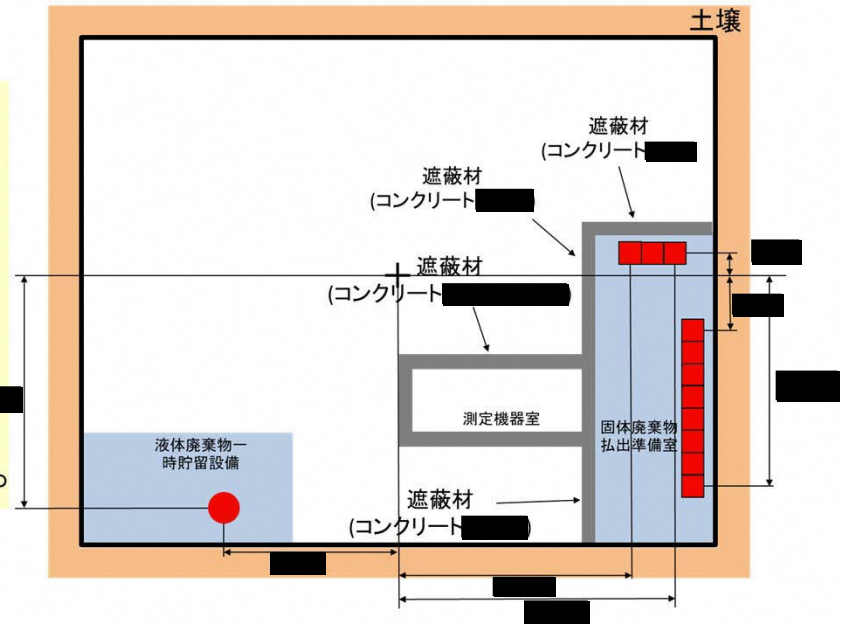 土壌
遮蔽材
(コンクリート
遮蔽材
(コンクリート )
遮蔽材
(コンクリート )
測定機器室
固体廃棄物
払出準備室
液体廃棄物一
時貯留設備
遮蔽材
(コンクリート )